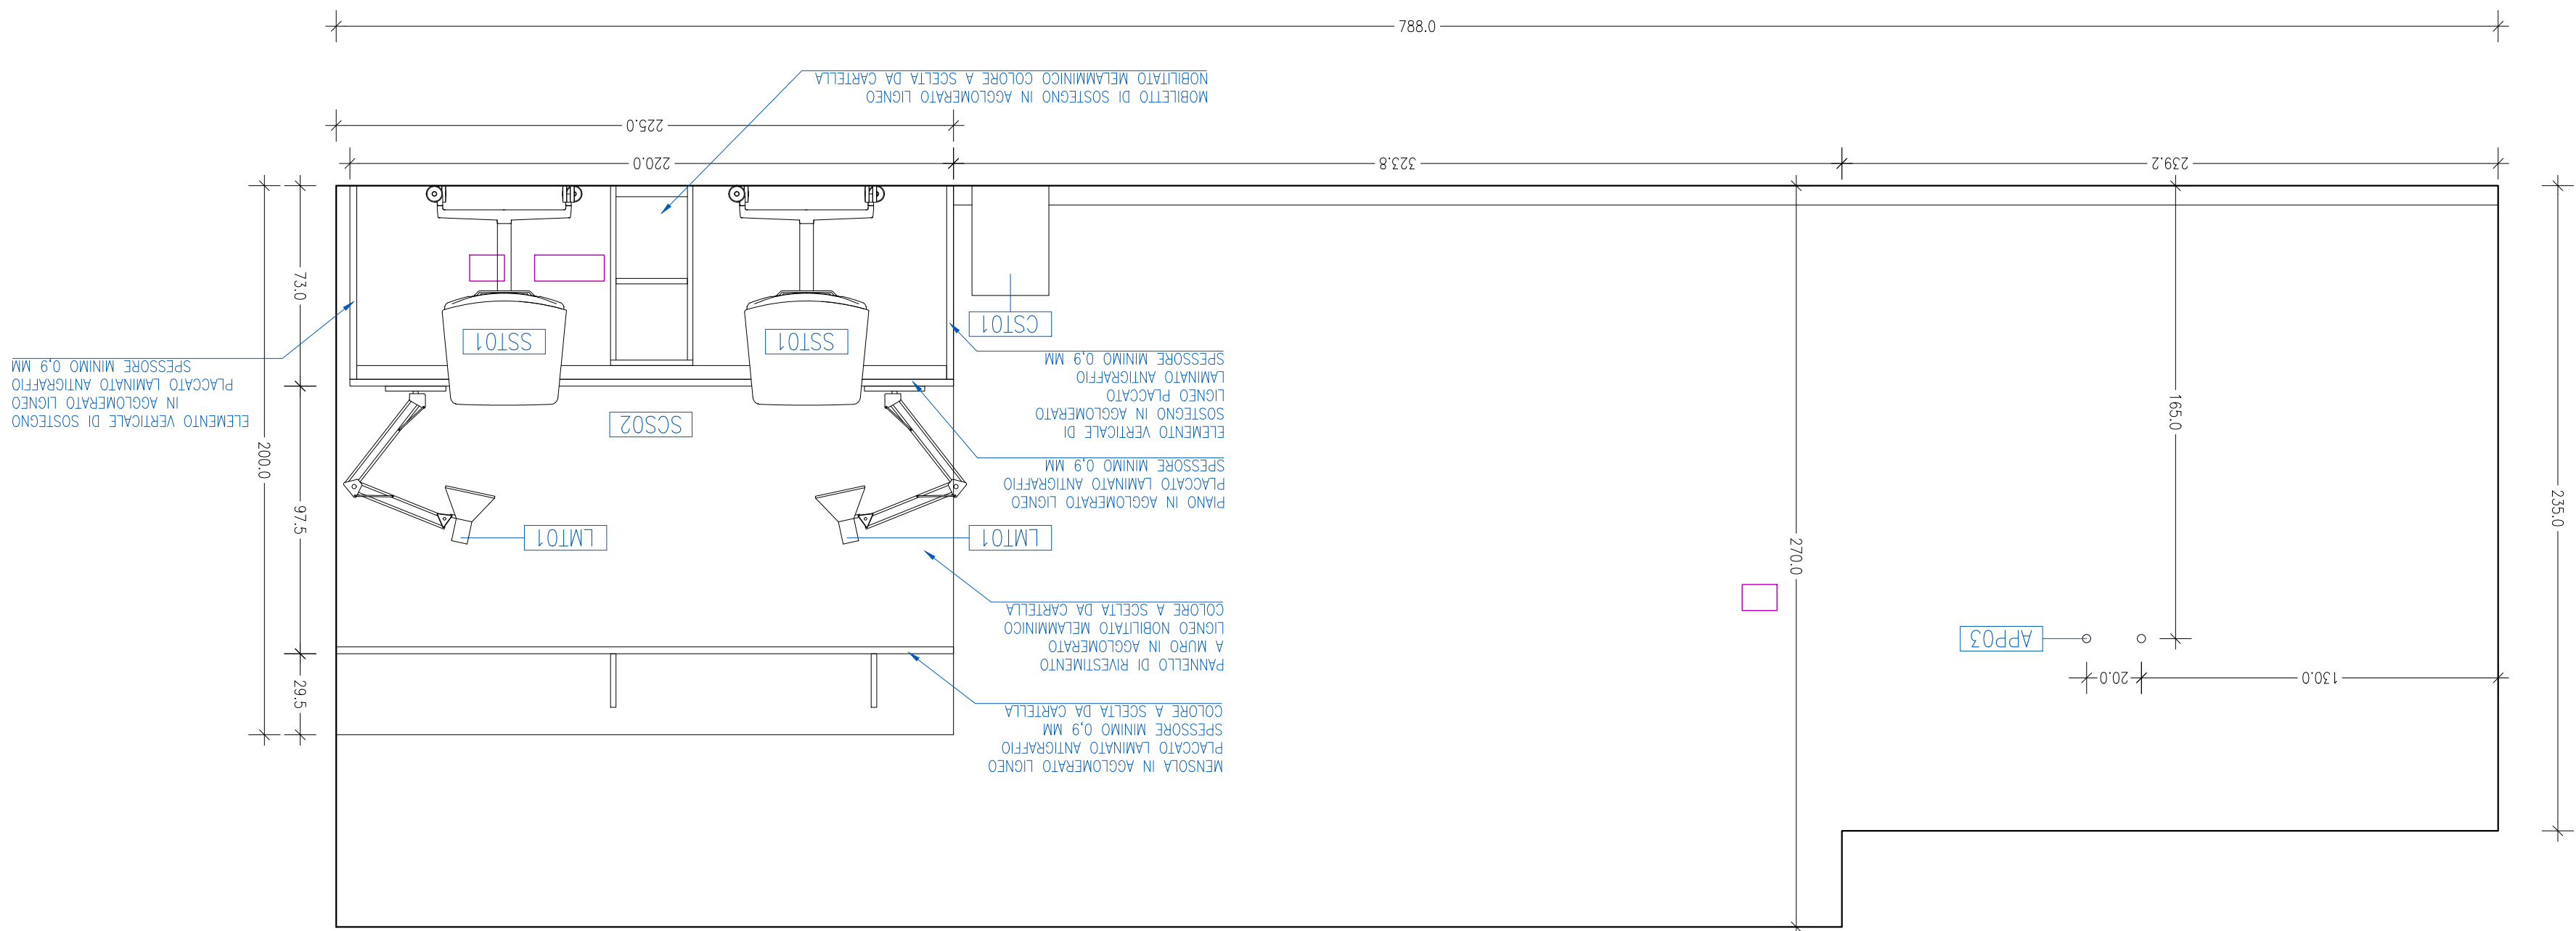 MENSOLA IN AGGLOMERATO LIGNEO
PLACCATO LAMINATO ANTIGRAFFIO
SPESSORE MINIMO 0,9 MM
COLORE A SCELTA DA CARTELLA
29.5
130.0
20.0
PANNELLO DI RIVESTIMENTO
A MURO IN AGGLOMERATO
LIGNEO NOBILITATO MELAMMINICO
COLORE A SCELTA DA CARTELLA
APP03
270.0
LMT01
LMT01
97.5
235.0
PIANO IN AGGLOMERATO LIGNEO
PLACCATO LAMINATO ANTIGRAFFIO
SPESSORE MINIMO 0,9 MM
200.0
ELEMENTO VERTICALE DI
SOSTEGNO IN AGGLOMERATO
LIGNEO PLACCATO
LAMINATO ANTIGRAFFIO
SPESSORE MINIMO 0,9 MM
SCS02
165.0
ELEMENTO VERTICALE DI SOSTEGNO
IN AGGLOMERATO LIGNEO
PLACCATO LAMINATO ANTIGRAFFIO
SPESSORE MINIMO 0,9 MM
SST01
SST01
CST01
73.0
239.2
323.8
220.0
225.0
MOBILETTO DI SOSTEGNO IN AGGLOMERATO LIGNEO
NOBILITATO MELAMMINICO COLORE A SCELTA DA CARTELLA
788.0